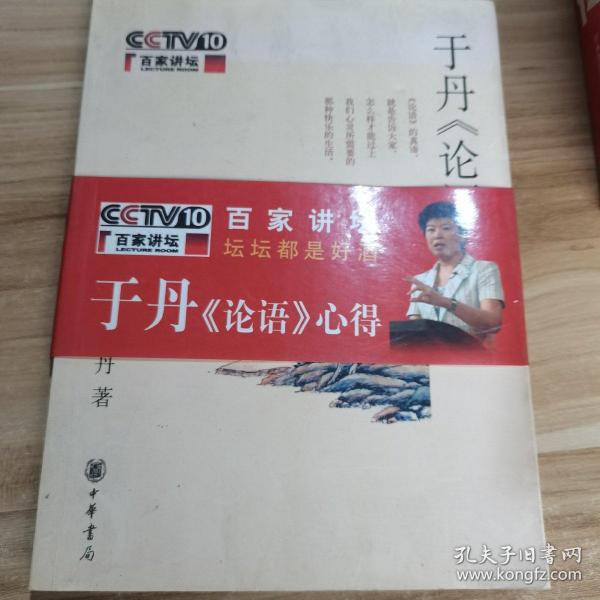 CCTV10
百家讲坛
LECTURE ROOM
于丹《论
《论语》的真谛，
就是告诉大家，
怎么样才能过上
我们心灵所需要的
那种快乐的生活。
CCTV10
百家讲坛
LECTURE ROOM
百家讲坛
坛坛都是好酒
于丹《论语》心得
丹著
中華書局
孔夫子旧书网
www.kongfz.com